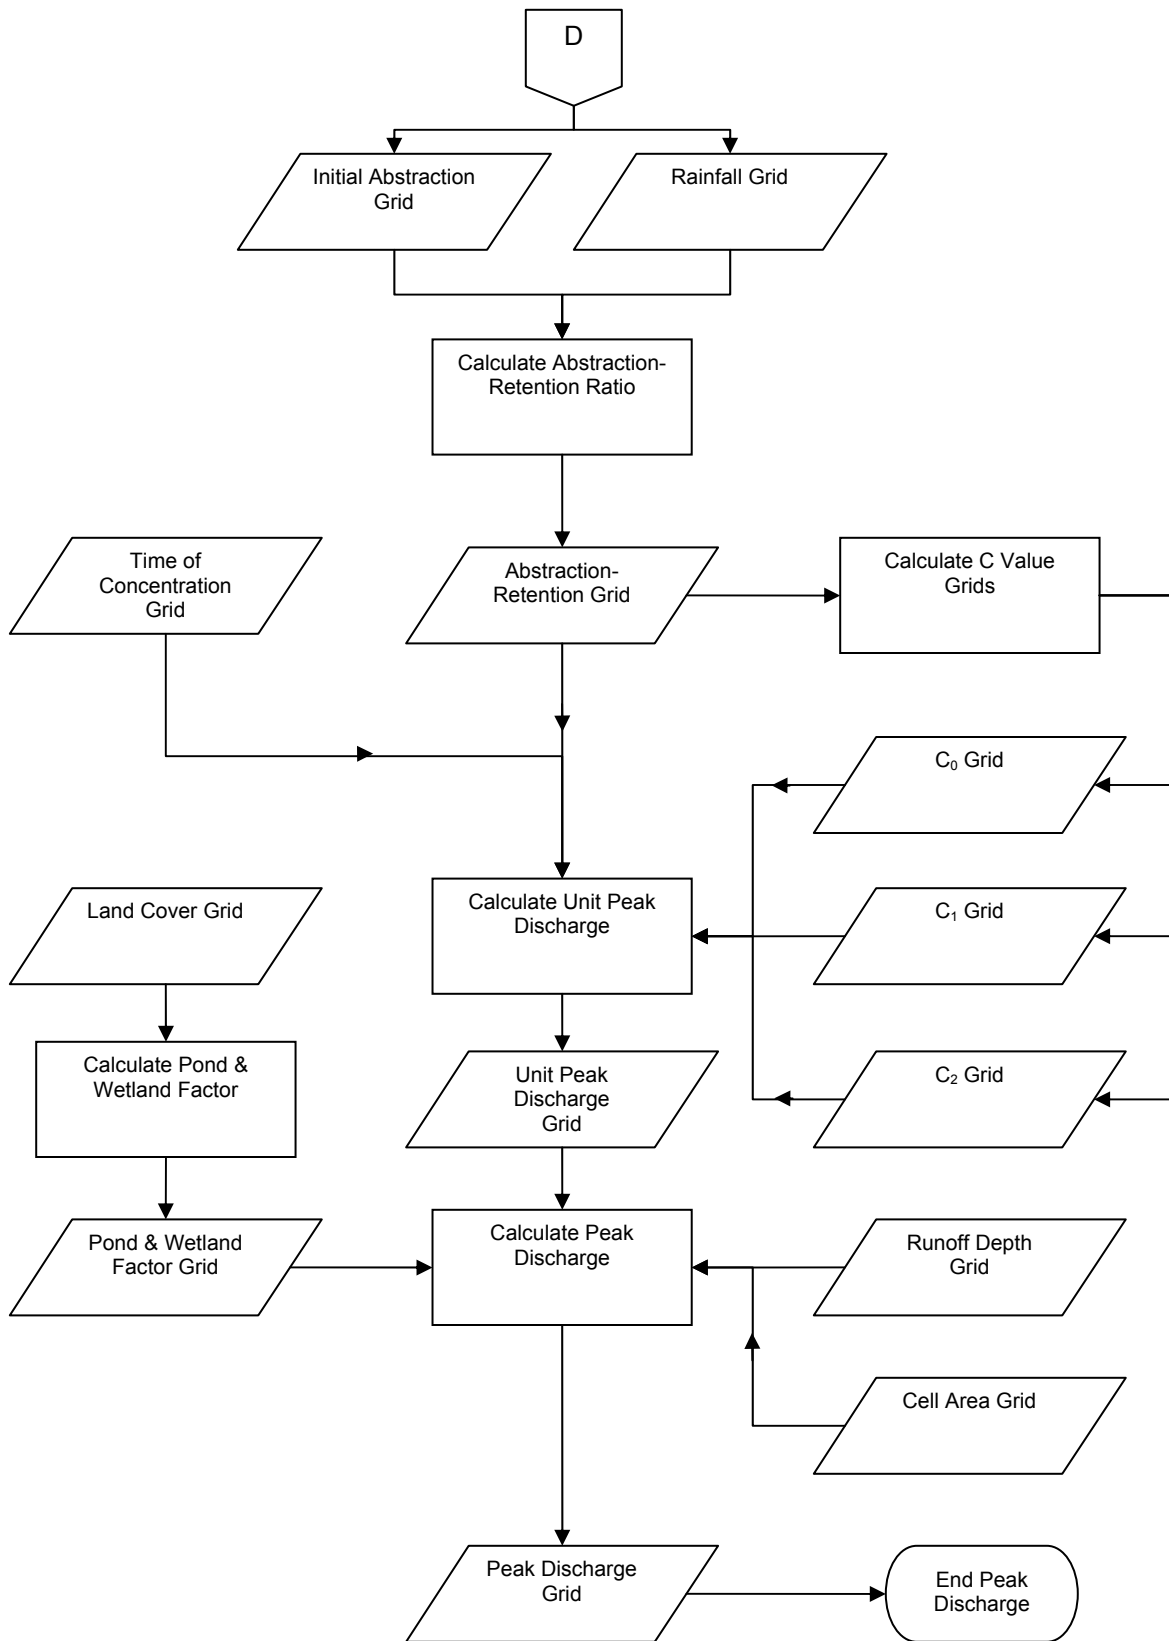 D
Initial Abstraction
Grid
Rainfall Grid
Calculate Abstraction-
Retention Ratio
Time of
Concentration
Grid
Abstraction-
Retention Grid
Calculate C Value
Grids
C₀ Grid
Land Cover Grid
Calculate Unit Peak
Discharge
C₁ Grid
Calculate Pond &
Wetland Factor
Unit Peak
Discharge
Grid
C₂ Grid
Pond & Wetland
Factor Grid
Calculate Peak
Discharge
Runoff Depth
Grid
Cell Area Grid
Peak Discharge
Grid
End Peak
Discharge